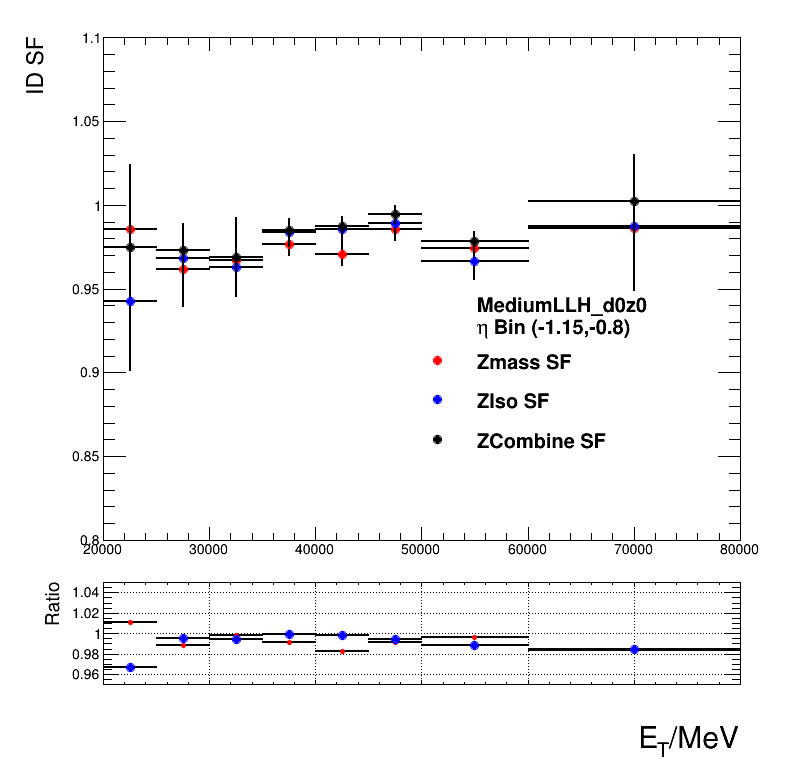 ID SF
1.1
1.05
1
0.95
0.9
0.85
0.8
MediumLLH_d0z0
η Bin (-1.15,-0.8)
Zmass SF
ZIso SF
ZCombine SF
20000 30000 40000 50000 60000 70000 80000
Ratio
1.04
1.02
1
0.98
0.96
E_T/MeV